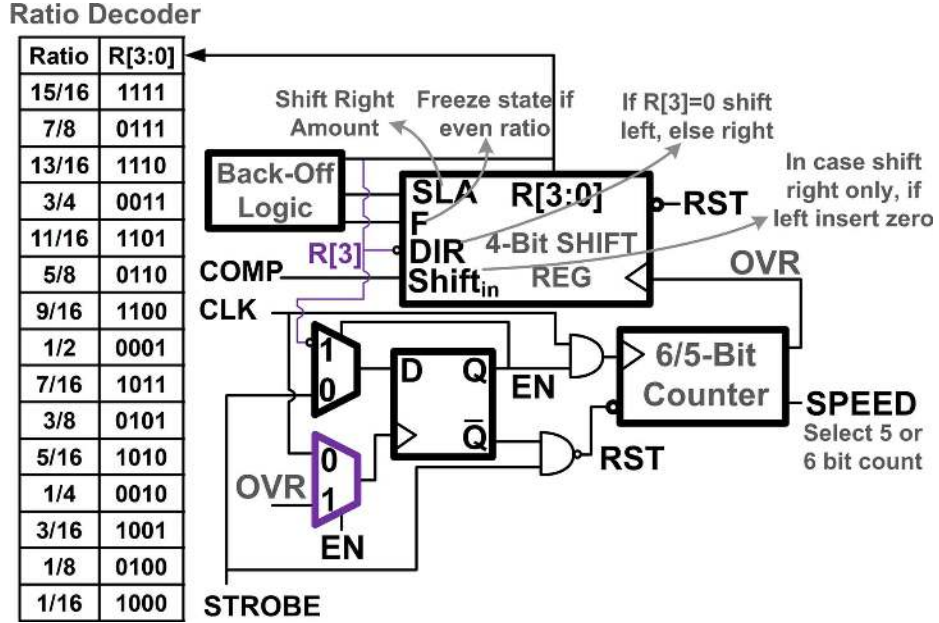 Ratio Decoder
Ratio R[3:0]
15/16 1111
7/8 0111
13/16 1110
3/4 0011
11/16 1101
5/8 0110
9/16 1100
1/2 0001
7/16 1011
3/8 0101
5/16 1010
1/4 0010
3/16 1001
1/8 0100
1/16 1000
Shift Right
Amount
Freeze state if
even ratio
If R[3]=0 shift
left, else right
In case shift
right only, if
left insert zero
Back-Off
Logic
SLA R[3:0]
F
DIR 4-Bit SHIFT
Shiftin REG
RST
R[3]
COMP
OVR
CLK
1
0
D Q
Q̅
EN
6/5-Bit
Counter
SPEED
Select 5 or
6 bit count
RST
0
1
OVR
EN
STROBE